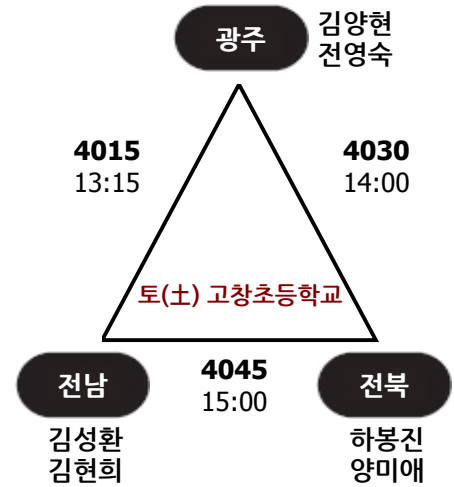 광주
김양현
전영숙
4015
13:15
4030
14:00
토(土) 고창초등학교
전남
4045
15:00
전북
김성환
김현희
하봉진
양미애